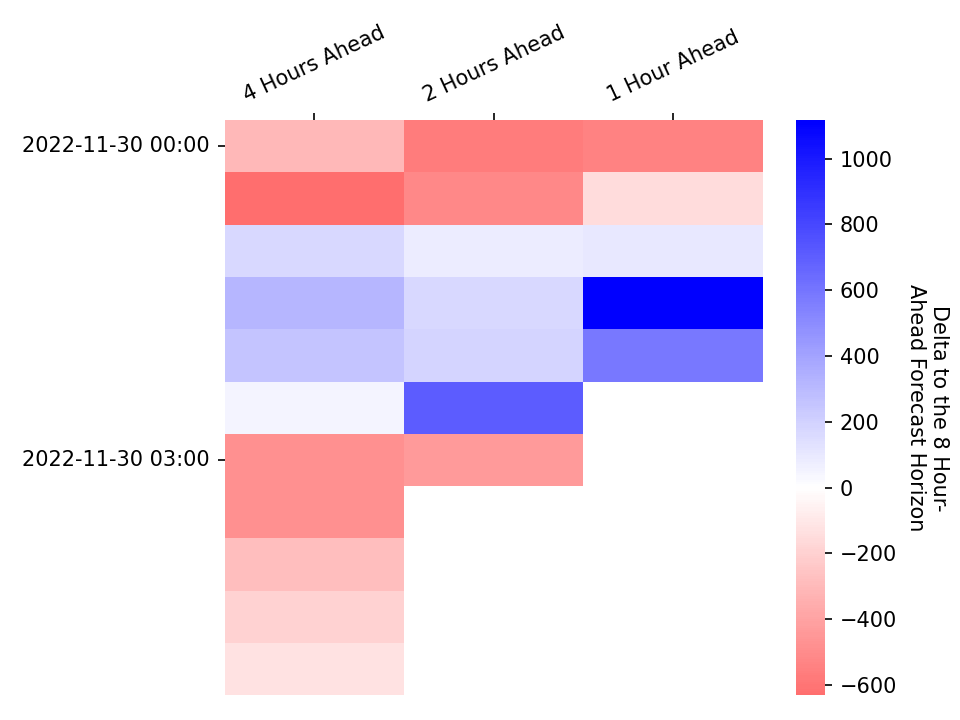 4 Hours Ahead
2 Hours Ahead
1 Hour Ahead
2022-11-30 00:00
2022-11-30 03:00
1000
800
600
400
200
0
−200
−400
−600
Delta to the 8 Hour-
Ahead Forecast Horizon